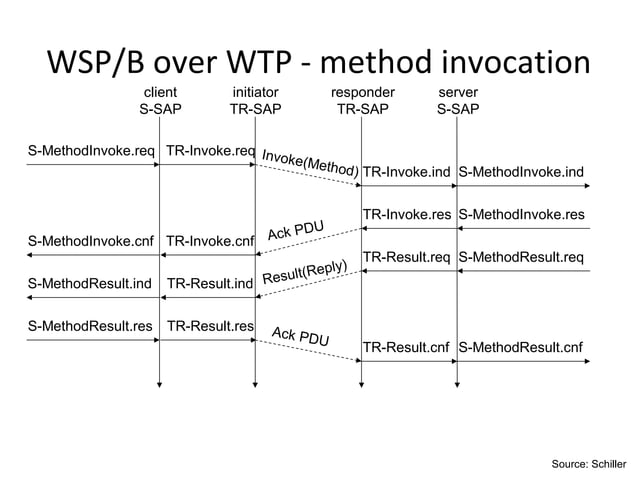 WSP/B over WTP - method invocation
client initiator responder server
S-SAP TR-SAP TR-SAP S-SAP
S-MethodInvoke.req TR-Invoke.req Invoke(Method)
TR-Invoke.ind S-MethodInvoke.ind
TR-Invoke.res S-MethodInvoke.res
S-MethodInvoke.cnf TR-Invoke.cnf Ack PDU
TR-Result.req S-MethodResult.req
S-MethodResult.ind TR-Result.ind Result(Reply)
S-MethodResult.res TR-Result.res Ack PDU
TR-Result.cnf S-MethodResult.cnf
Source: Schiller